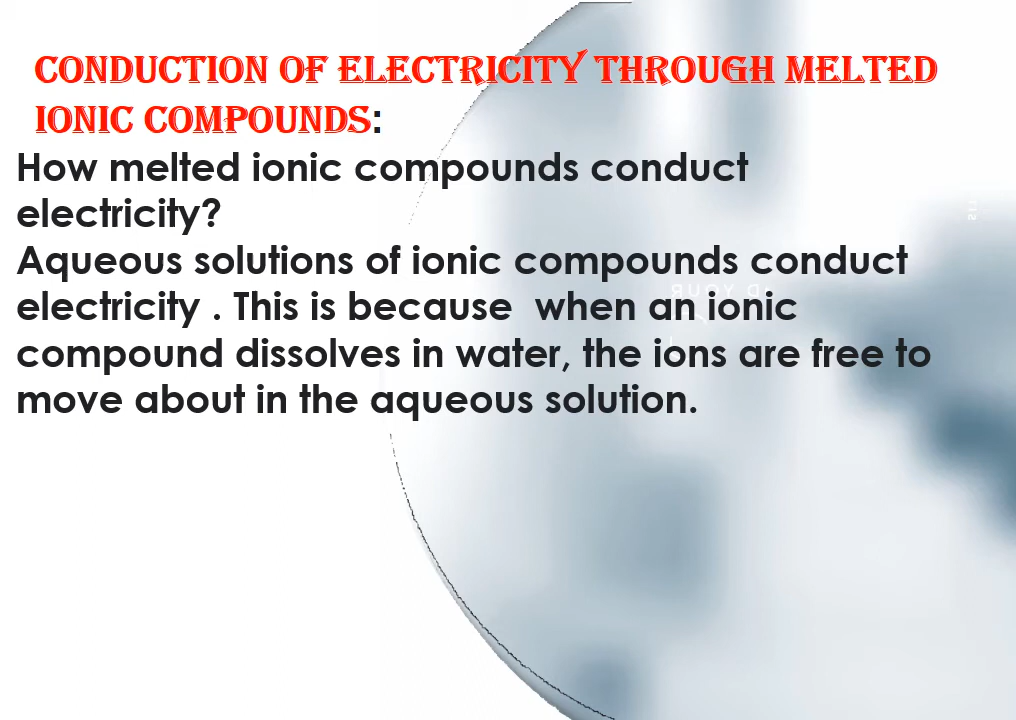 CONDUCTION OF ELECTRICITY THROUGH MELTED
IONIC COMPOUNDS:
How melted ionic compounds conduct
electricity?
Aqueous solutions of ionic compounds conduct
electricity . This is because  when an ionic
compound dissolves in water, the ions are free to
move about in the aqueous solution.